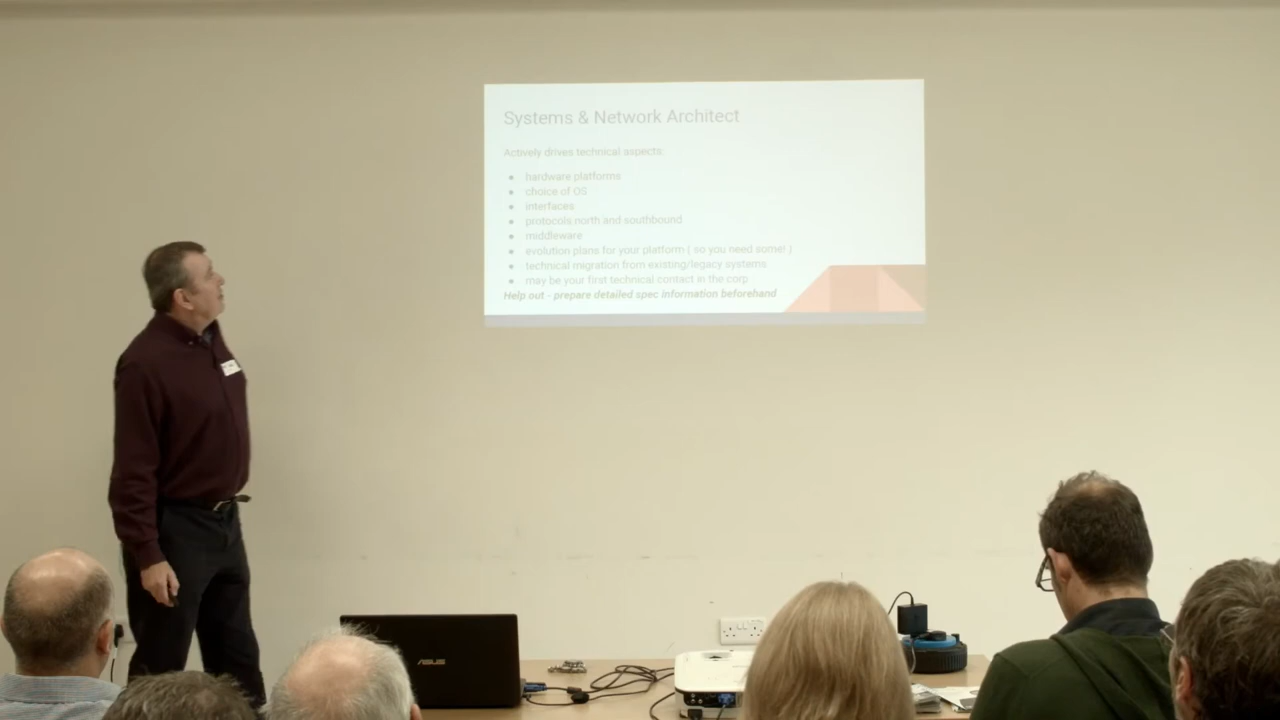 Systems & Network Architect
Actively drives technical aspects:
● hardware platforms
● choice of OS
● interfaces
● protocols north and southbound
● middleware
● evolution plans for your platform ( so you need some! )
● technical migration from existing/legacy systems
● may be your first technical contact in the corp
Help out - prepare detailed spec information beforehand
ASUS